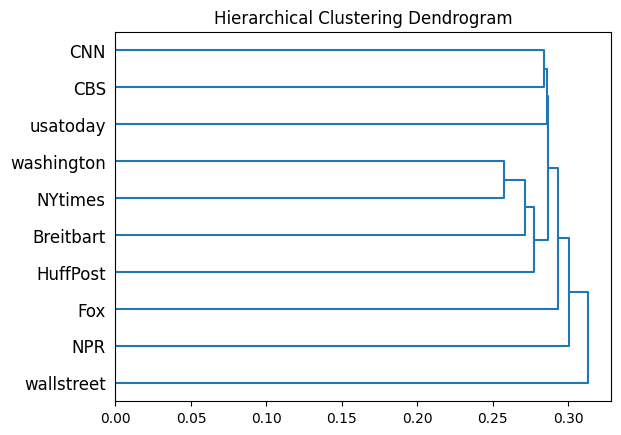 Hierarchical Clustering Dendrogram
CNN
CBS
usatoday
washington
NYtimes
Breitbart
HuffPost
Fox
NPR
wallstreet
0.00 0.05 0.10 0.15 0.20 0.25 0.30